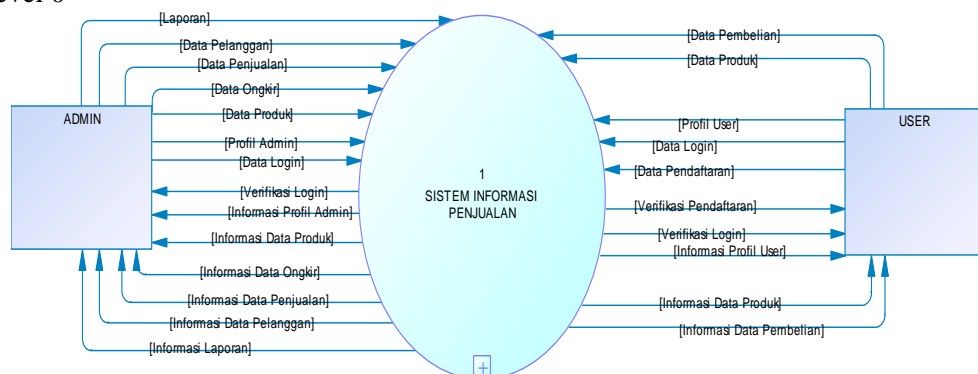 [Laporan]
[Data Pelanggan]
[Data Penjualan]
[Data Ongkir]
[Data Produk]
[Profil Admin]
[Data Login]
[Verifikasi Login]
[Informasi Profil Admin]
[Informasi Data Produk]
[Informasi Data Ongkir]
[Informasi Data Penjualan]
[Informasi Data Pelanggan]
[Informasi Laporan]
ADMIN
1
SISTEM INFORMASI
PENJUALAN
[Data Pembelian]
[Data Produk]
[Profil User]
[Data Login]
[Data Pendaftaran]
[Verifikasi Pendaftaran]
[Verifikasi Login]
[Informasi Profil User]
[Informasi Data Produk]
[Informasi Data Pembelian]
USER